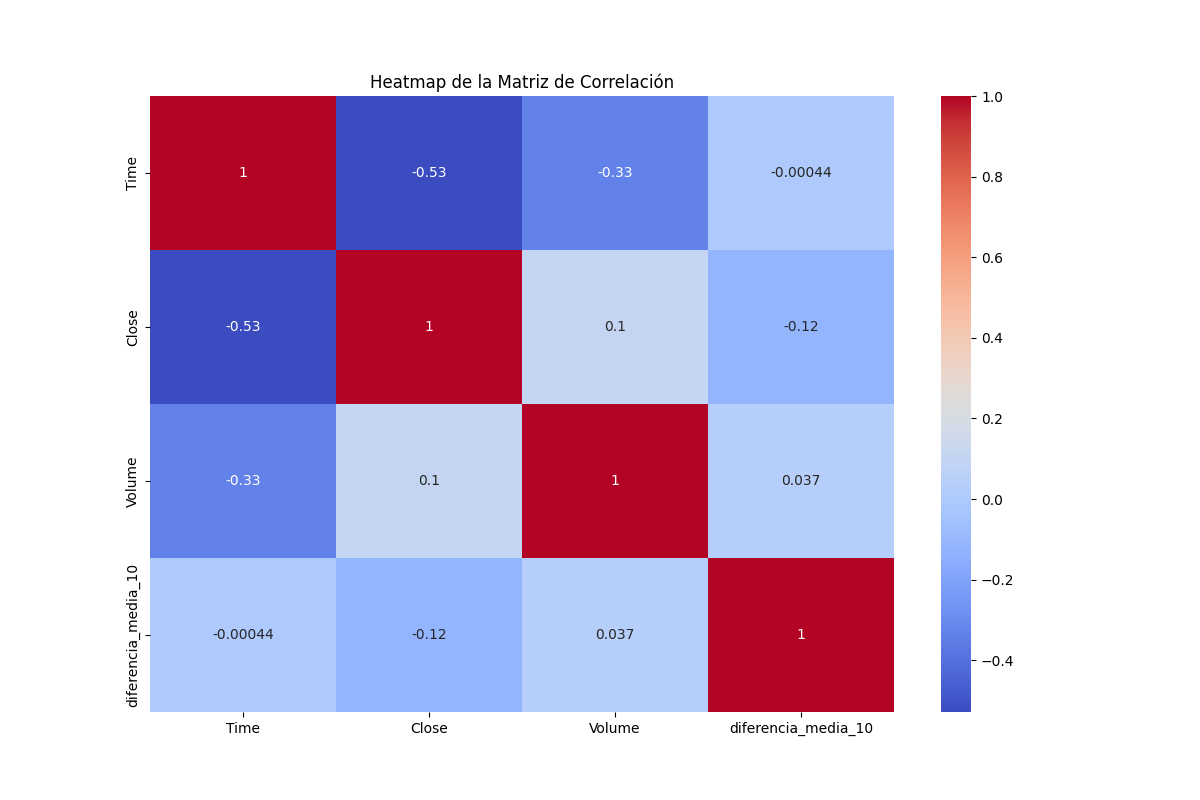 Heatmap de la Matriz de Correlación
Time
1
-0.53
-0.33
-0.00044
Close
-0.53
1
0.1
-0.12
Volume
-0.33
0.1
1
0.037
diferencia_media_10
-0.00044
-0.12
0.037
1
Time
Close
Volume
diferencia_media_10
1.0
0.8
0.6
0.4
0.2
0.0
−0.2
−0.4